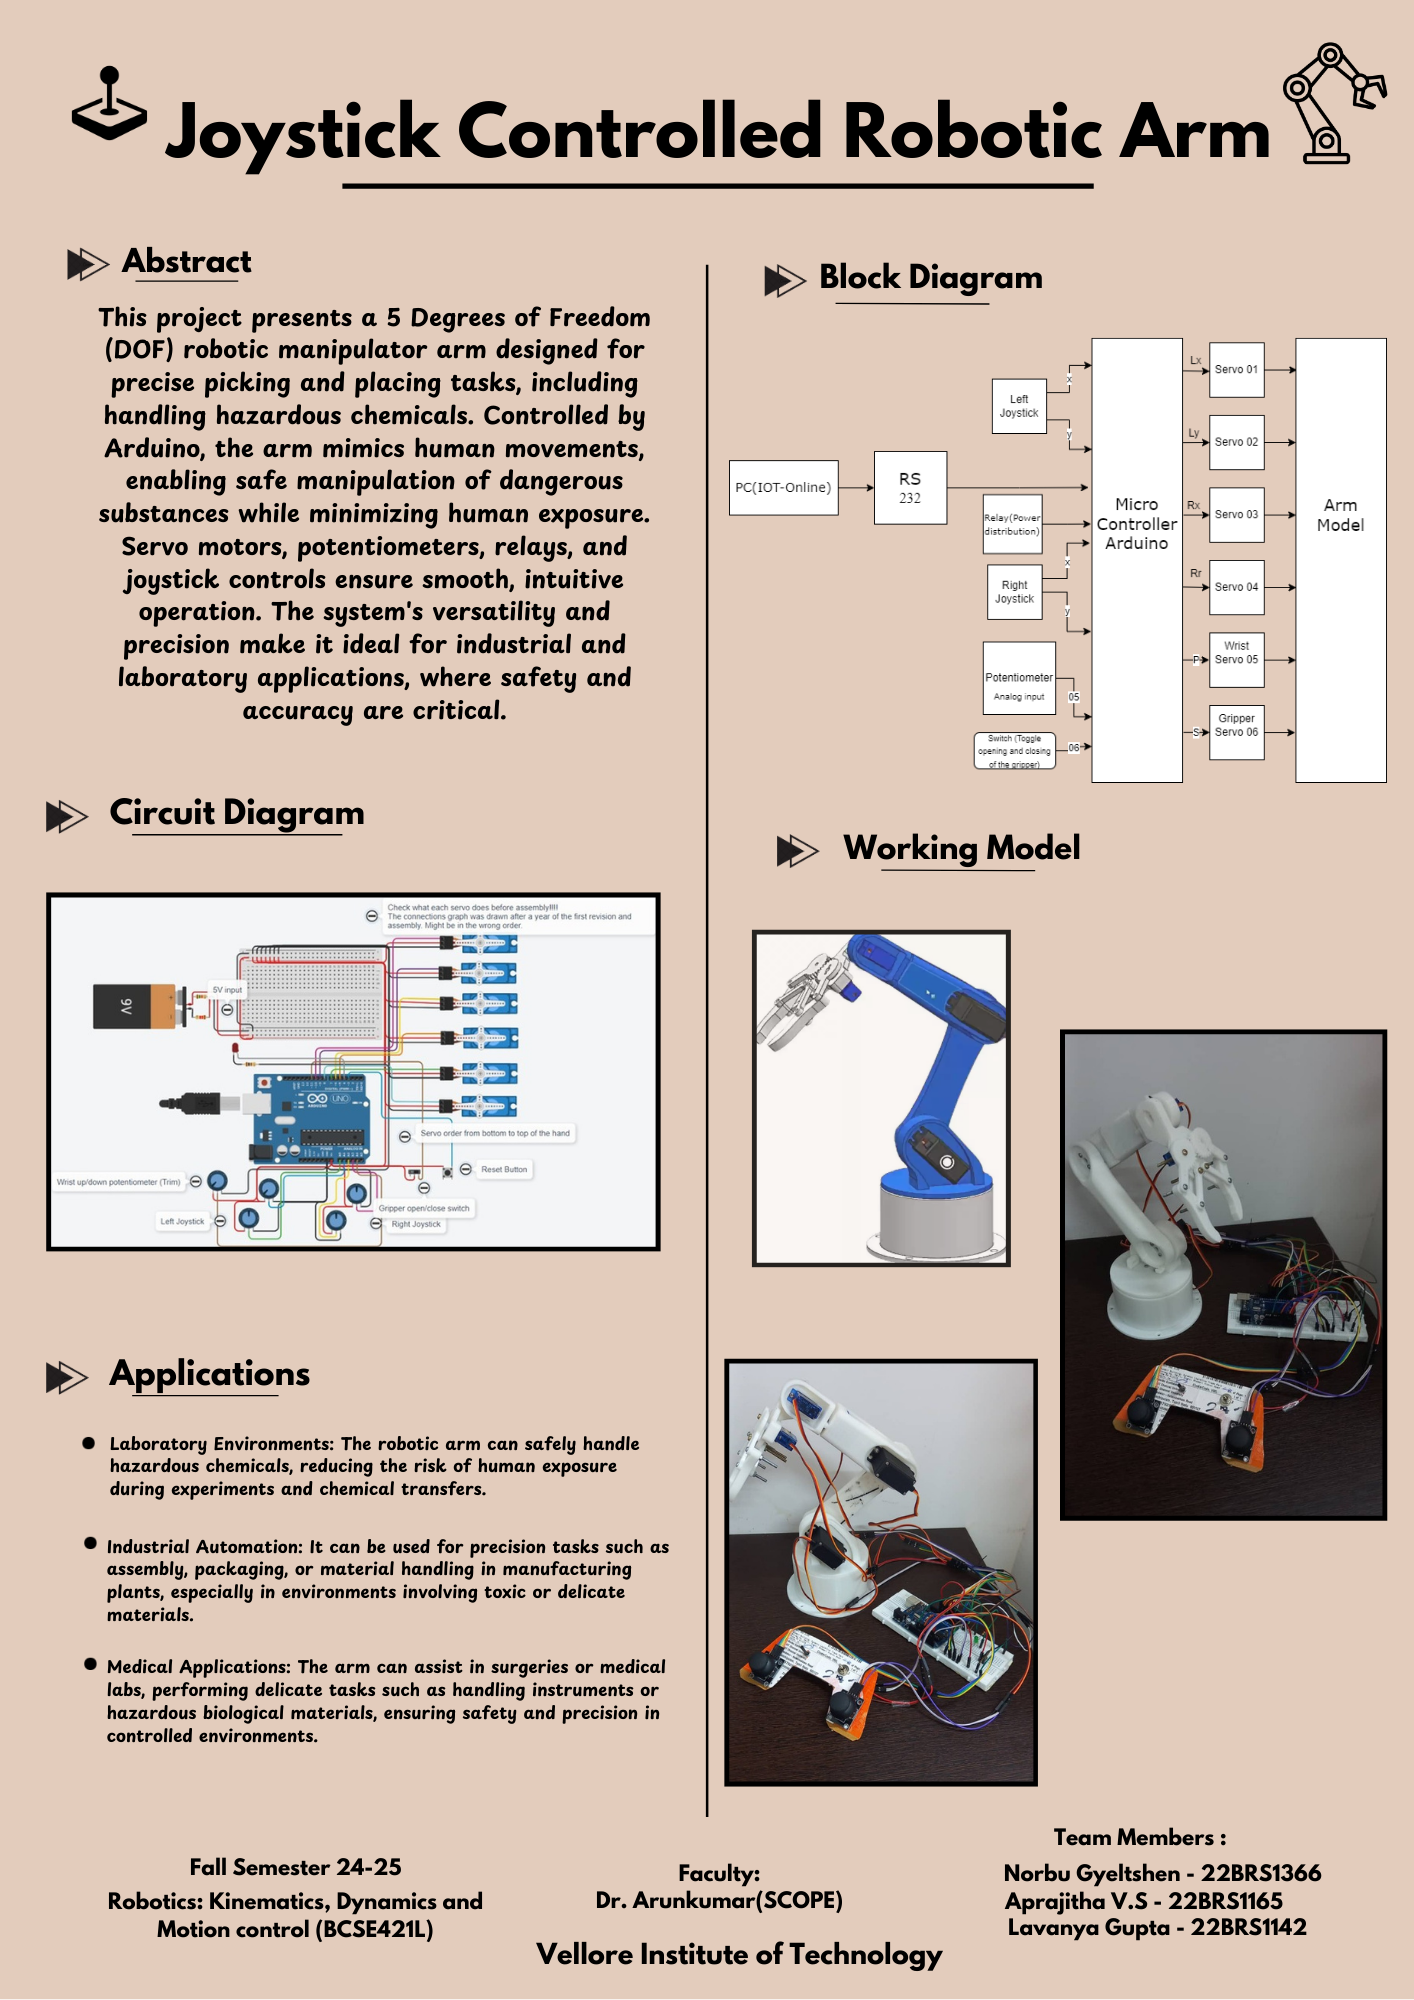 Joystick Controlled Robotic Arm
Abstract
This project presents a 5 Degrees of Freedom
(DOF) robotic manipulator arm designed for
precise picking and placing tasks, including
handling hazardous chemicals. Controlled by
Arduino, the arm mimics human movements,
enabling safe manipulation of dangerous
substances while minimizing human exposure.
Servo motors, potentiometers, relays, and
joystick controls ensure smooth, intuitive
operation. The system's versatility and
precision make it ideal for industrial and
laboratory applications, where safety and
accuracy are critical.
Circuit Diagram
Check what each servo does before assembly!!!!
The connections graph was drawn after a year of the first revision and
assembly. Might be in the wrong order.
5V input
9V
UNO
Servo order from bottom to top of the hand
Reset Button
Wrist up/down potentiometer (Trim)
Gripper open/close switch
Left Joystick
Right Joystick
Applications
Laboratory Environments: The robotic arm can safely handle
hazardous chemicals, reducing the risk of human exposure
during experiments and chemical transfers.
Industrial Automation: It can be used for precision tasks such as
assembly, packaging, or material handling in manufacturing
plants, especially in environments involving toxic or delicate
materials.
Medical Applications: The arm can assist in surgeries or medical
labs, performing delicate tasks such as handling instruments or
hazardous biological materials, ensuring safety and precision in
controlled environments.
Block Diagram
PC(IOT-Online)
RS
232
Left
Joystick
x
y
Relay(Power
distribution)
Right
Joystick
x
y
Potentiometer
Analog input
05
Switch (Toggle
opening and closing
of the gripper)
06
Micro
Controller
Arduino
Lx
Servo 01
Ly
Servo 02
Rx
Servo 03
Rr
Servo 04
P
Wrist
Servo 05
S
Gripper
Servo 06
Arm
Model
Working Model
Fall Semester 24-25
Robotics: Kinematics, Dynamics and
Motion control (BCSE421L)
Faculty:
Dr. Arunkumar(SCOPE)
Vellore Institute of Technology
Team Members :
Norbu Gyeltshen - 22BRS1366
Aprajitha V.S - 22BRS1165
Lavanya Gupta - 22BRS1142